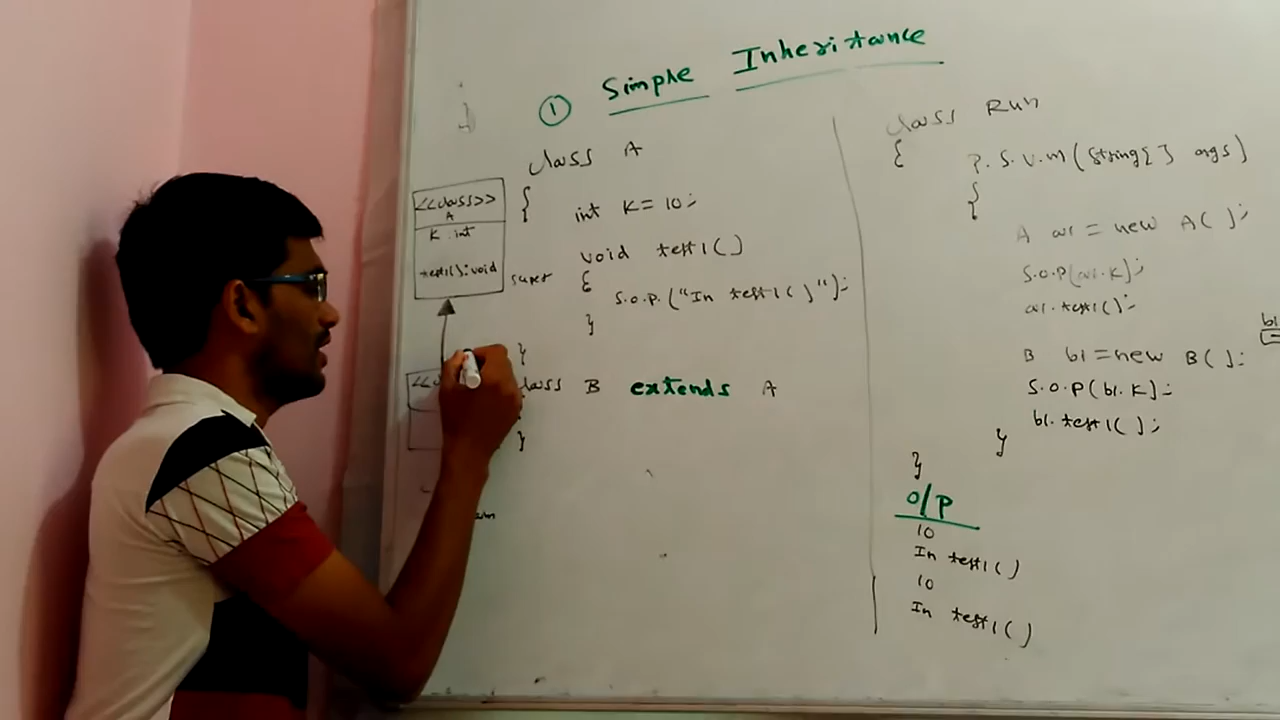 ① Simple Inheritance
class A
{
int K = 10;
void test1()
{
S.O.P.("In test1()");
}
}
class B extends A
}
<<class>>
A
K : int
test1() : void
super
class Run
{
P.S.V.M(String[] args)
{
A a1 = new A();
S.O.P(a1.K);
a1.test1();
B b1 = new B();
S.O.P(b1.K);
b1.test1();
}
}
O/P
10
In test1()
10
In test1()
b1